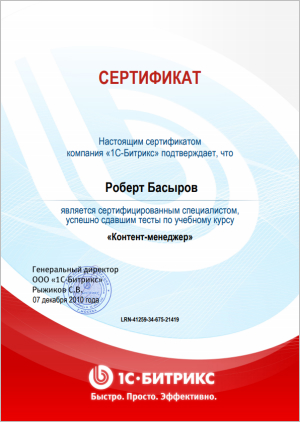 СЕРТИФИКАТ
Настоящим сертификатом
компания «1С-Битрикс» подтверждает, что
Роберт Басыров
является сертифицированным специалистом,
успешно сдавшим тесты по учебному курсу
«Контент-менеджер»
Генеральный директор
ООО «1С-Битрикс»
Рыжиков С.В.
07 декабря 2010 года
LRN-41259-34-675-21419
1С-БИТРИКС
Быстро. Просто. Эффективно.